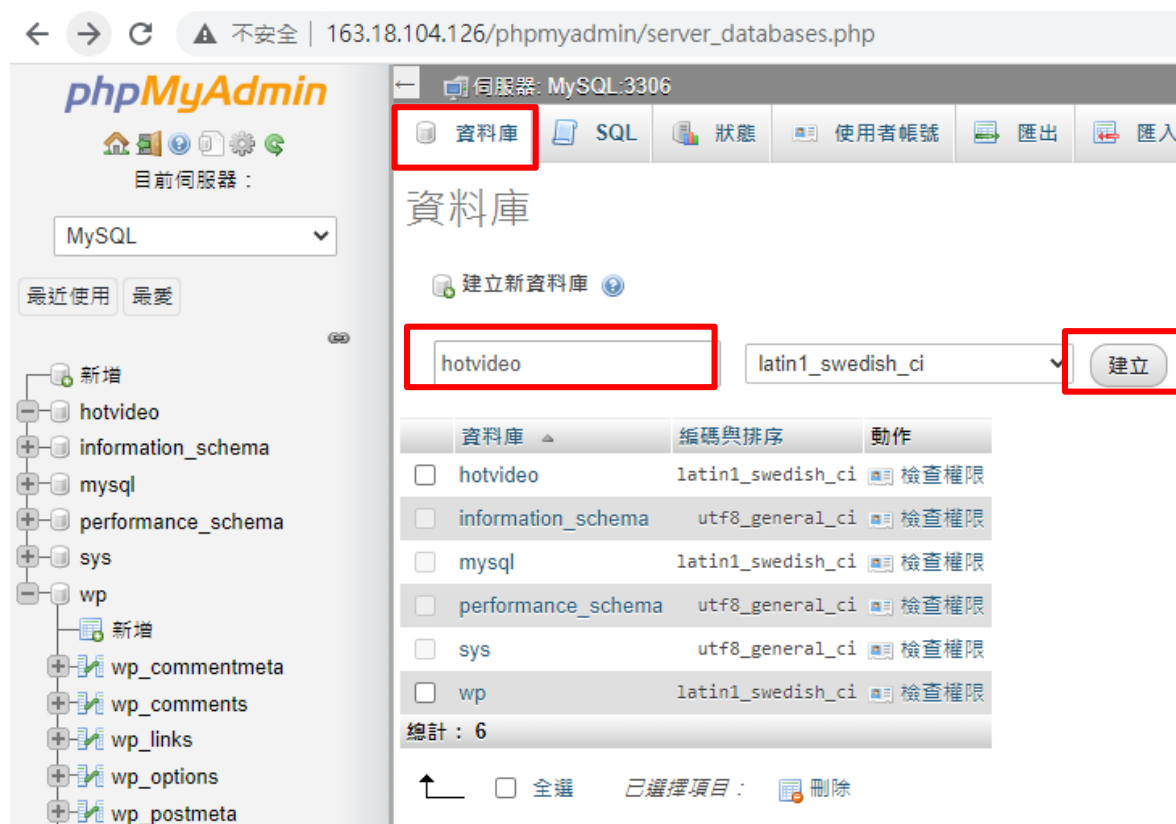 不安全 | 163.18.104.126/phpmyadmin/server_databases.php
phpMyAdmin
目前伺服器：
MySQL
最近使用 最愛
新增
hotvideo
information_schema
mysql
performance_schema
sys
wp
新增
wp_commentmeta
wp_comments
wp_links
wp_options
wp_postmeta
伺服器: MySQL:3306
資料庫 SQL 狀態 使用者帳號 匯出 匯入
資料庫
建立新資料庫
hotvideo latin1_swedish_ci 建立
資料庫 編碼與排序 動作
hotvideo latin1_swedish_ci 檢查權限
information_schema utf8_general_ci 檢查權限
mysql latin1_swedish_ci 檢查權限
performance_schema utf8_general_ci 檢查權限
sys utf8_general_ci 檢查權限
wp latin1_swedish_ci 檢查權限
總計：6
全選 已選擇項目： 刪除